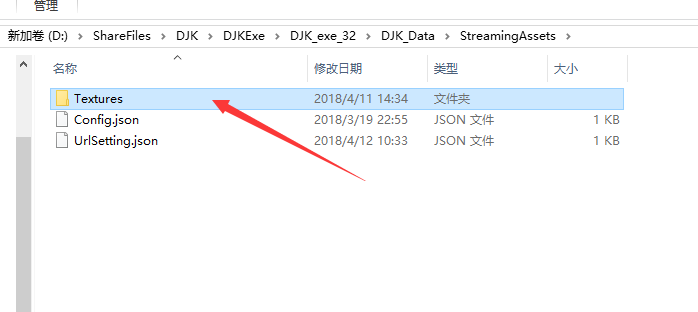 管理
新加卷 (D:) > ShareFiles > DJK > DJKExe > DJK_exe_32 > DJK_Data > StreamingAssets >
名称 修改日期 类型 大小
Textures 2018/4/11 14:34 文件夹
Config.json 2018/3/19 22:55 JSON 文件 1 KB
UrlSetting.json 2018/4/12 10:33 JSON 文件 1 KB